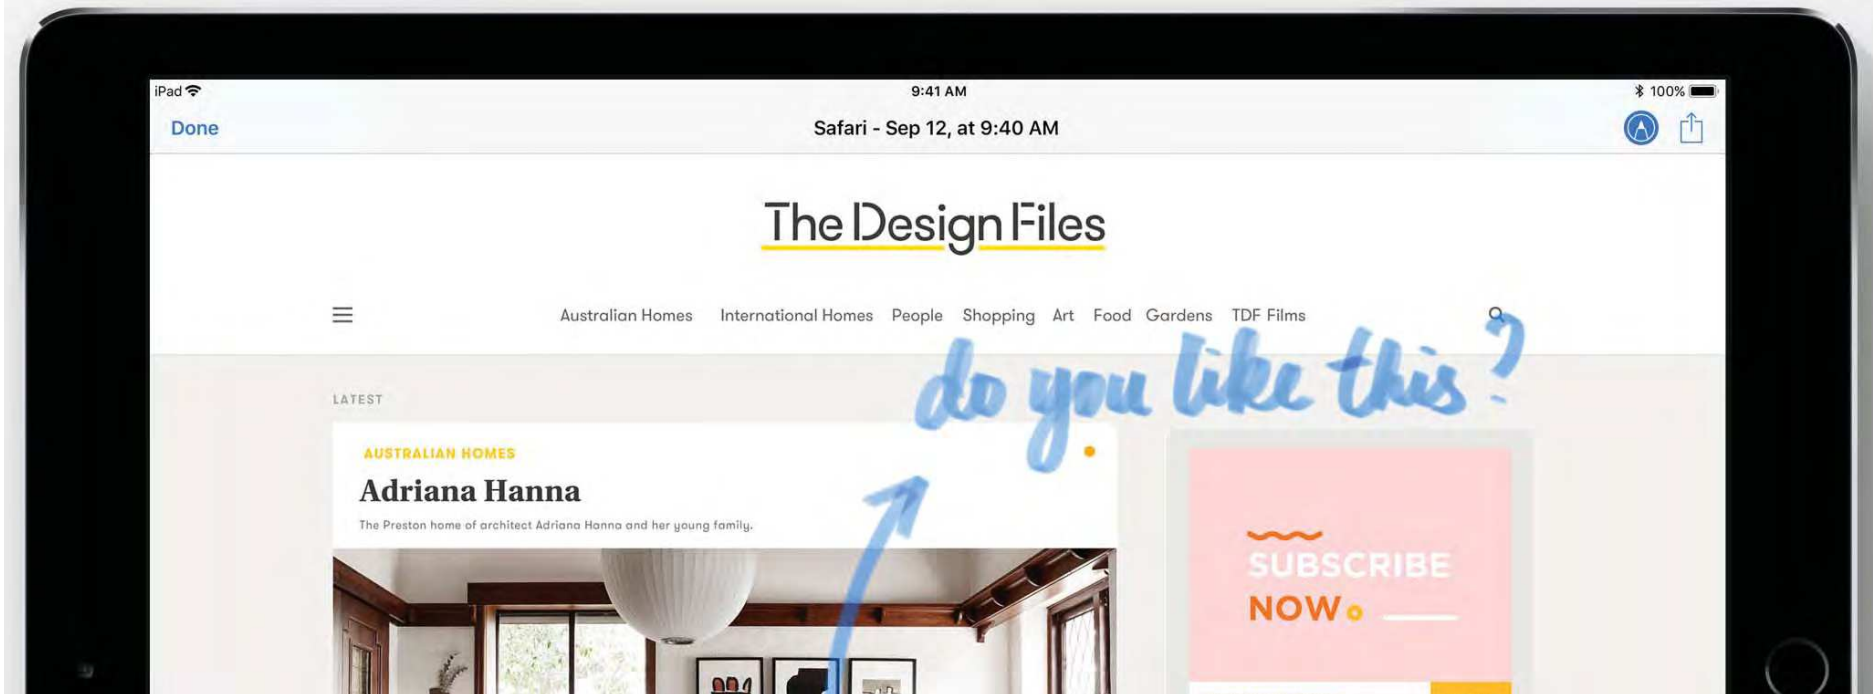 iPad 9:41 AM 100%
Done Safari - Sep 12, at 9:40 AM
The Design Files
Australian Homes International Homes People Shopping Art Food Gardens TDF Films
do you like this?
LATEST
AUSTRALIAN HOMES
Adriana Hanna
The Preston home of architect Adriana Hanna and her young family.
SUBSCRIBE
NOW